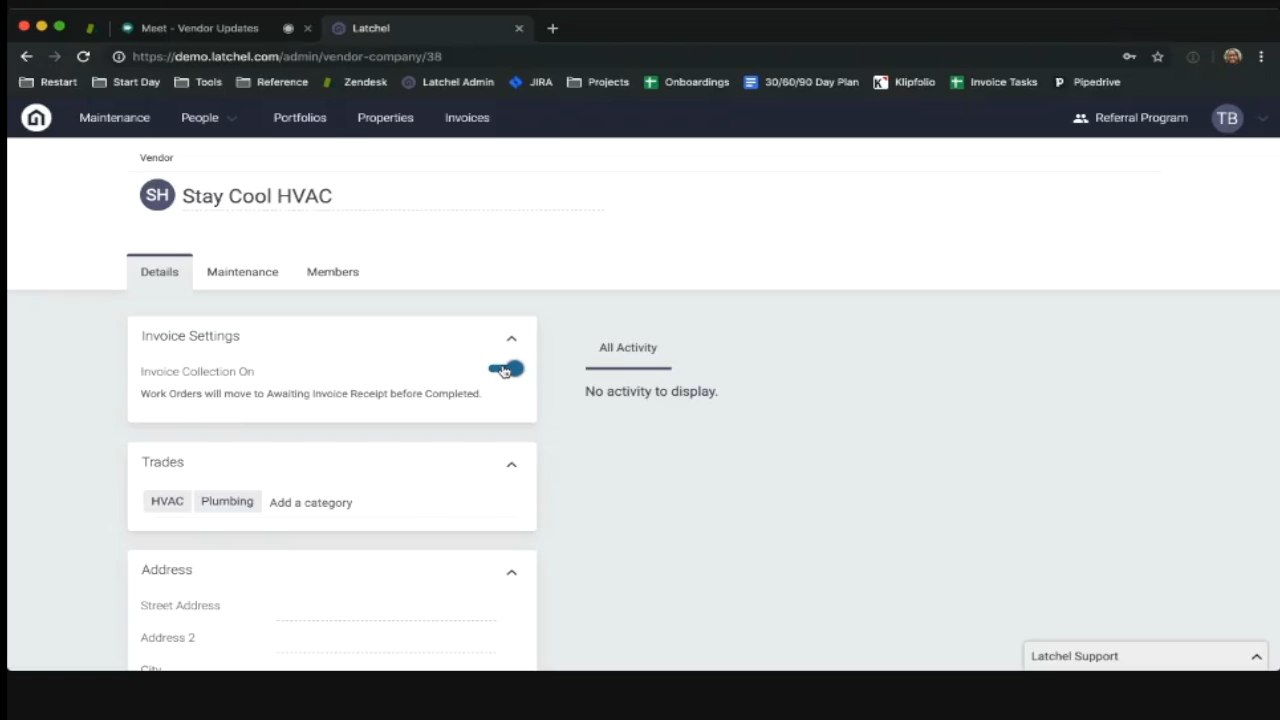 Meet - Vendor Updates
Latchel
https://demo.latchel.com/admin/vendor-company/38
Restart Start Day Tools Reference Zendesk Latchel Admin JIRA Projects Onboardings 30/60/90 Day Plan Klipfolio Invoice Tasks Pipedrive
Maintenance People Portfolios Properties Invoices Referral Program TB
Vendor
SH Stay Cool HVAC
Details Maintenance Members
Invoice Settings
Invoice Collection On
Work Orders will move to Awaiting Invoice Receipt before Completed.
All Activity
No activity to display.
Trades
HVAC Plumbing Add a category
Address
Street Address
Address 2
City
Latchel Support